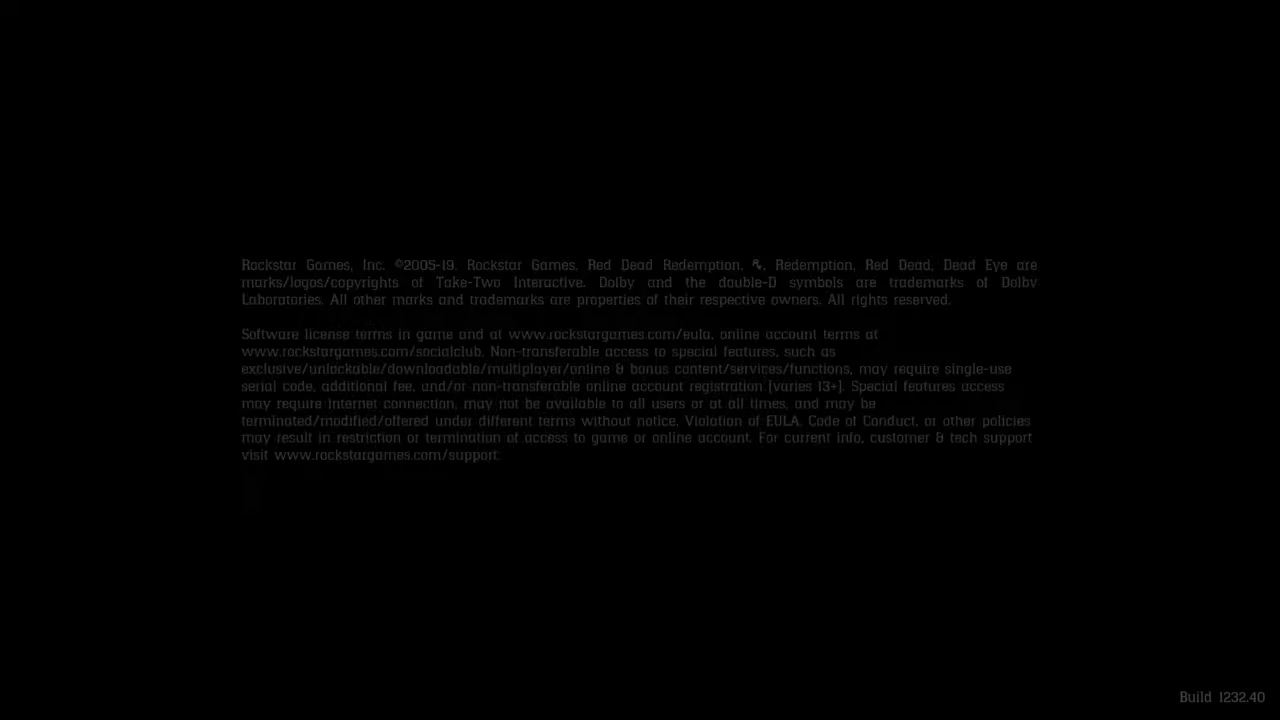 Rockstar Games, Inc. ©2005-19. Rockstar Games, Red Dead Redemption, R*, Redemption, Red Dead, Dead Eye are
marks/logos/copyrights of Take-Two Interactive. Dolby and the double-D symbols are trademarks of Dolby
Laboratories. All other marks and trademarks are properties of their respective owners. All rights reserved.
Software license terms in game and at www.rockstargames.com/eula, online account terms at
www.rockstargames.com/socialclub. Non-transferable access to special features, such as
exclusive/unlockable/downloadable/multiplayer/online & bonus content/services/functions, may require single-use
serial code, additional fee, and/or non-transferable online account registration [varies 13+]. Special features access
may require internet connection, may not be available to all users or at all times, and may be
terminated/modified/offered under different terms without notice. Violation of EULA, Code of Conduct, or other policies
may result in restriction or termination of access to game or online account. For current info, customer & tech support
visit www.rockstargames.com/support.
Build 1232.40